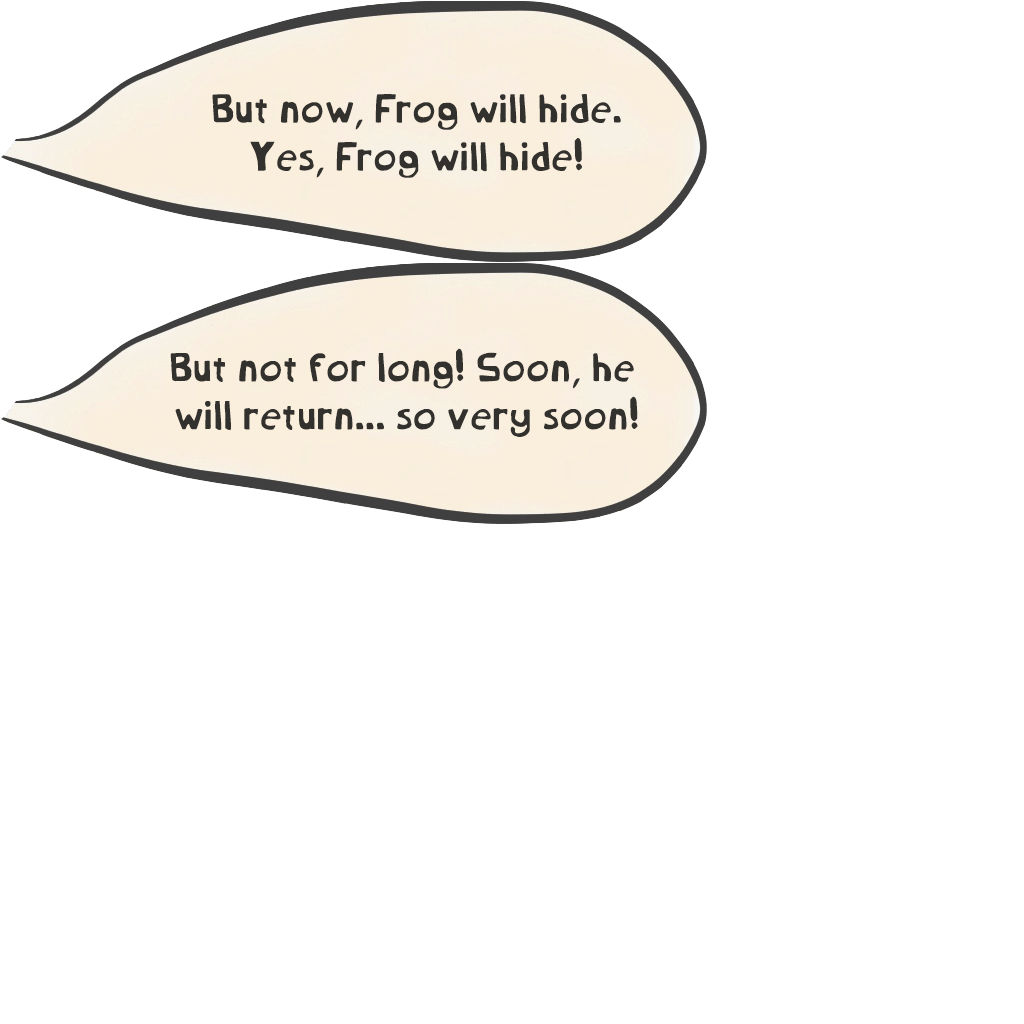 But now, Frog will hide.
Yes, Frog will hide!
But not for long! Soon, he
will return... so very soon!